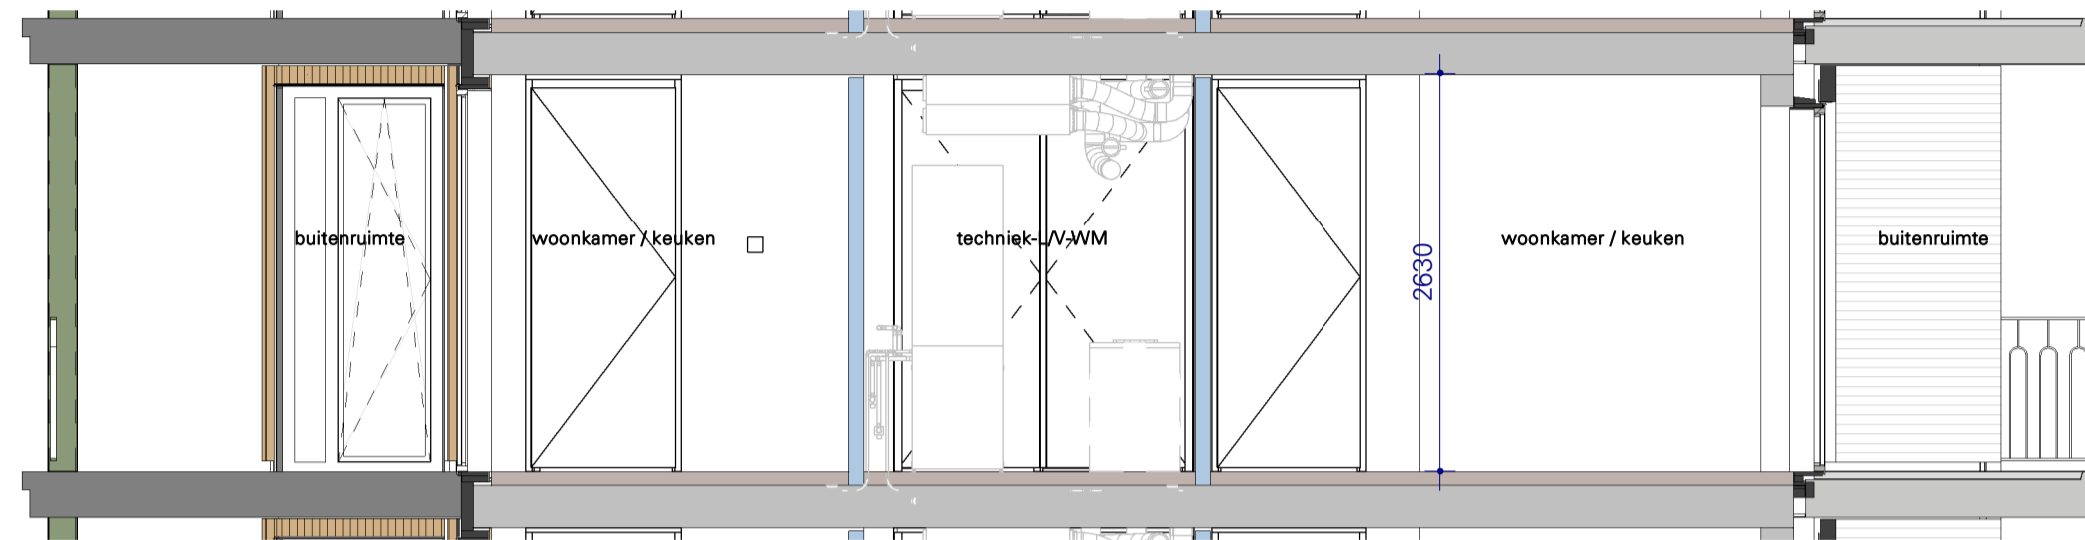 buitenruimte
woonkamer / keuken
techniek-L/V-WM
2630
woonkamer / keuken
buitenruimte